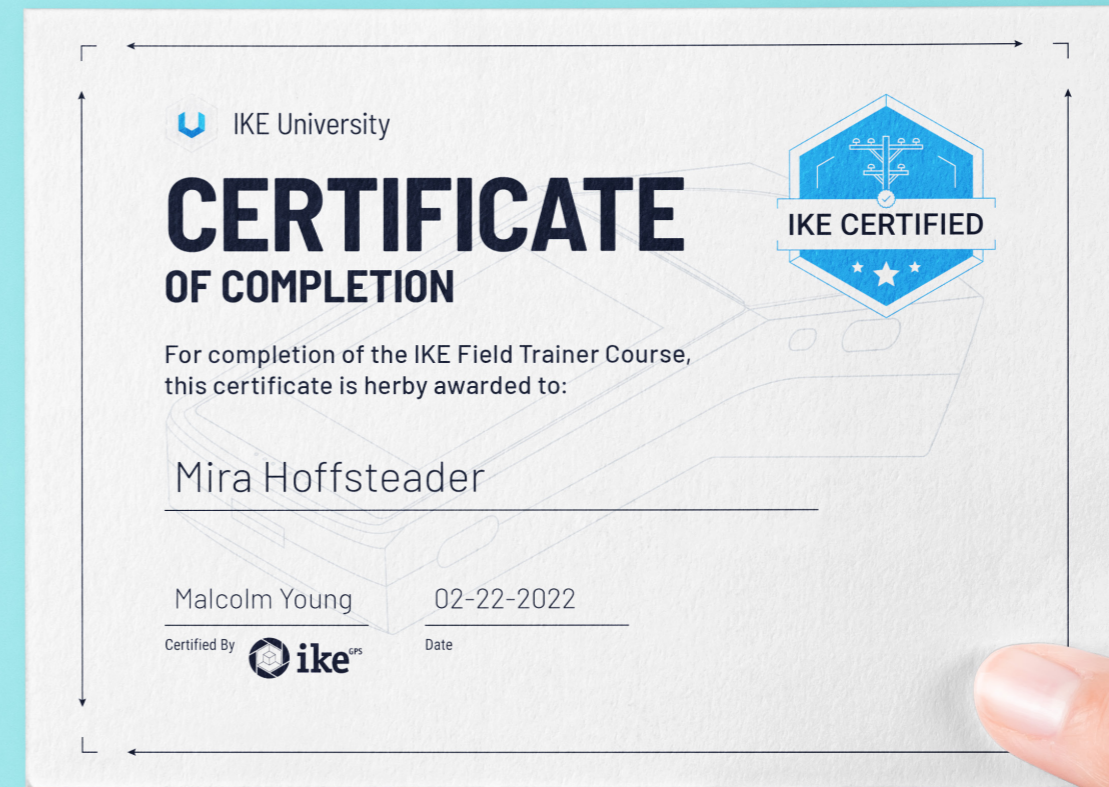 IKE University
CERTIFICATE
OF COMPLETION
IKE CERTIFIED
For completion of the IKE Field Trainer Course,
this certificate is herby awarded to:
Mira Hoffsteader
Malcolm Young
02-22-2022
Certified By
ike GPS
Date